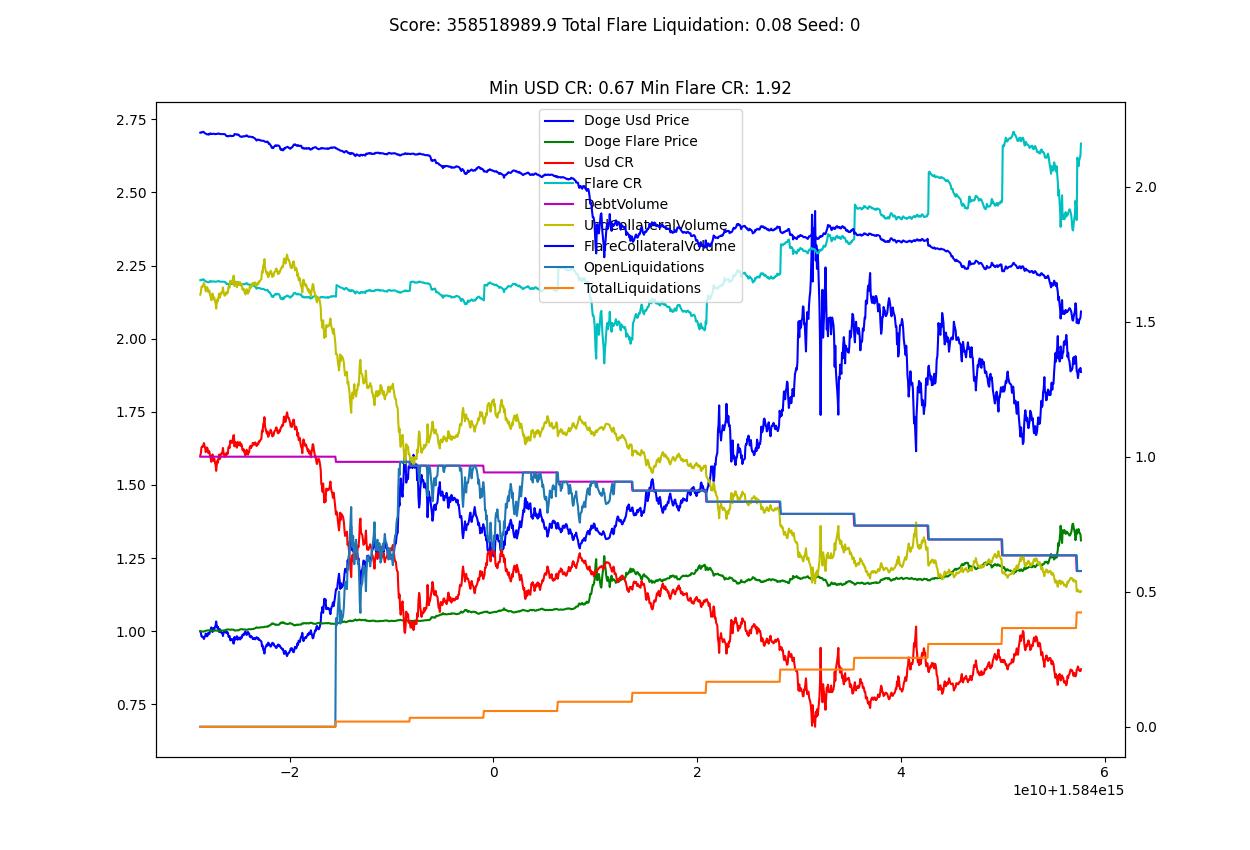 Score: 358518989.9 Total Flare Liquidation: 0.08 Seed: 0
Min USD CR: 0.67 Min Flare CR: 1.92
Doge Usd Price
Doge Flare Price
Usd CR
Flare CR
DebtVolume
UsdCollateralVolume
FlareCollateralVolume
OpenLiquidations
TotalLiquidations
2.75
2.50
2.25
2.00
1.75
1.50
1.25
1.00
0.75
2.0
1.5
1.0
0.5
0.0
−2
0
2
4
6
1e10+1.584e15